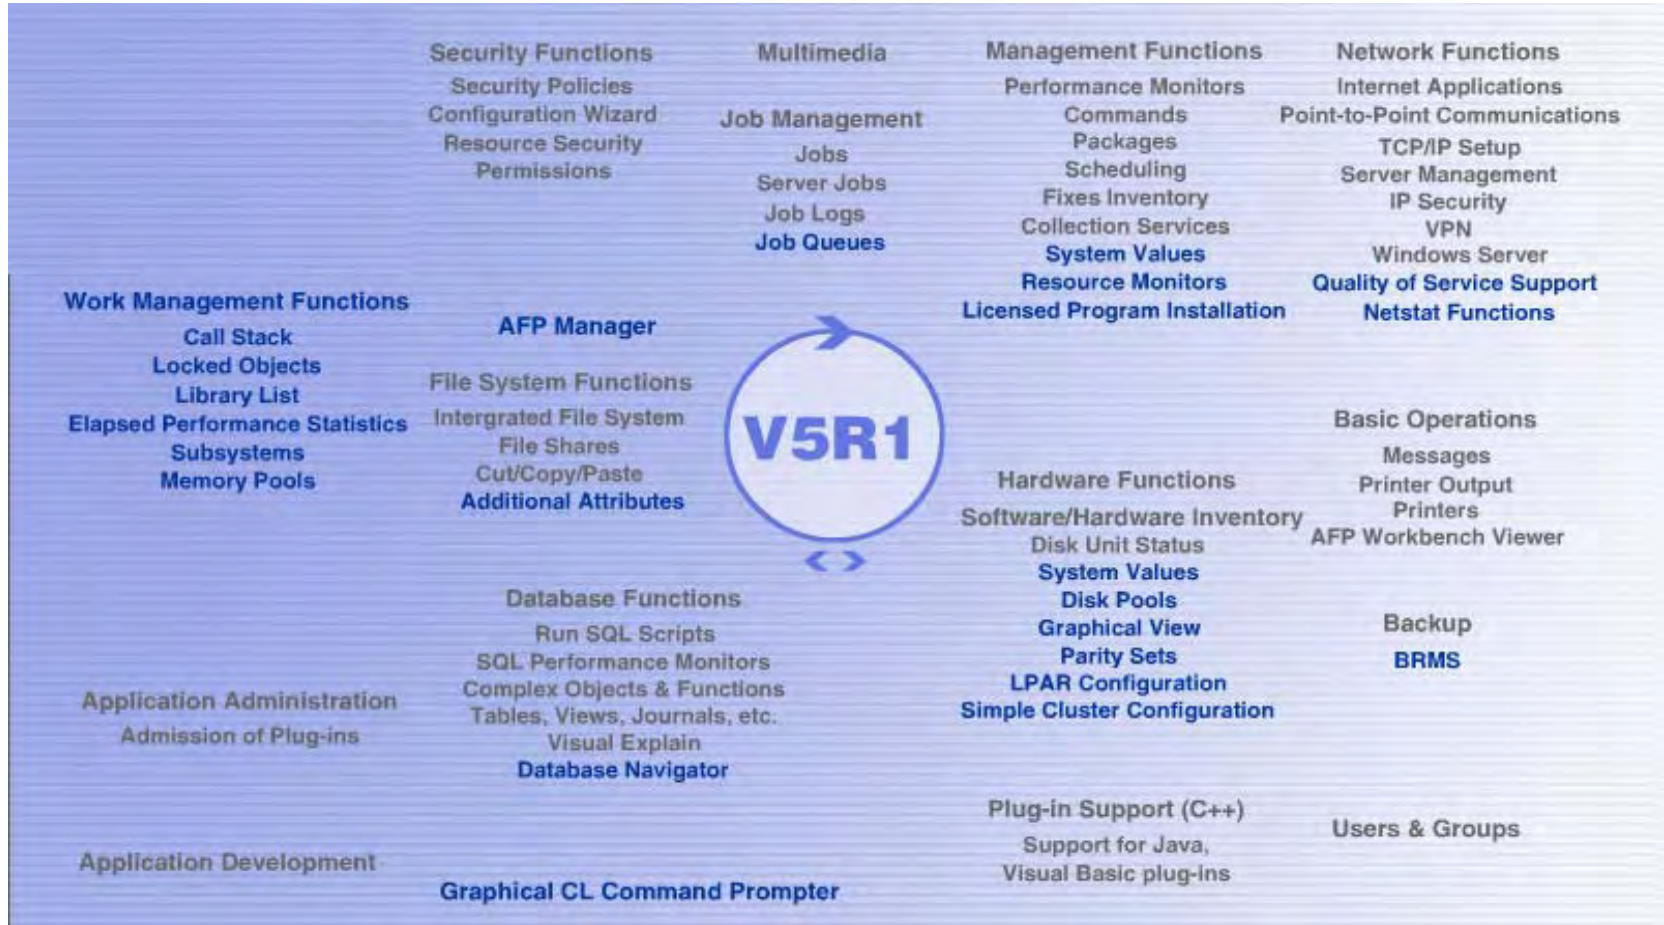 Security Functions
Security Policies
Configuration Wizard
Resource Security
Permissions
Multimedia
Job Management
Jobs
Server Jobs
Job Logs
Job Queues
Management Functions
Performance Monitors
Commands
Packages
Scheduling
Fixes Inventory
Collection Services
System Values
Resource Monitors
Licensed Program Installation
Network Functions
Internet Applications
Point-to-Point Communications
TCP/IP Setup
Server Management
IP Security
VPN
Windows Server
Quality of Service Support
Netstat Functions
Work Management Functions
Call Stack
Locked Objects
Library List
Elapsed Performance Statistics
Subsystems
Memory Pools
AFP Manager
File System Functions
Intergrated File System
File Shares
Cut/Copy/Paste
Additional Attributes
V5R1
Hardware Functions
Software/Hardware Inventory
Disk Unit Status
System Values
Disk Pools
Graphical View
Parity Sets
LPAR Configuration
Simple Cluster Configuration
Basic Operations
Messages
Printer Output
Printers
AFP Workbench Viewer
Backup
BRMS
Application Administration
Admission of Plug-ins
Database Functions
Run SQL Scripts
SQL Performance Monitors
Complex Objects & Functions
Tables, Views, Journals, etc.
Visual Explain
Database Navigator
Plug-in Support (C++)
Support for Java,
Visual Basic plug-ins
Users & Groups
Application Development
Graphical CL Command Prompter